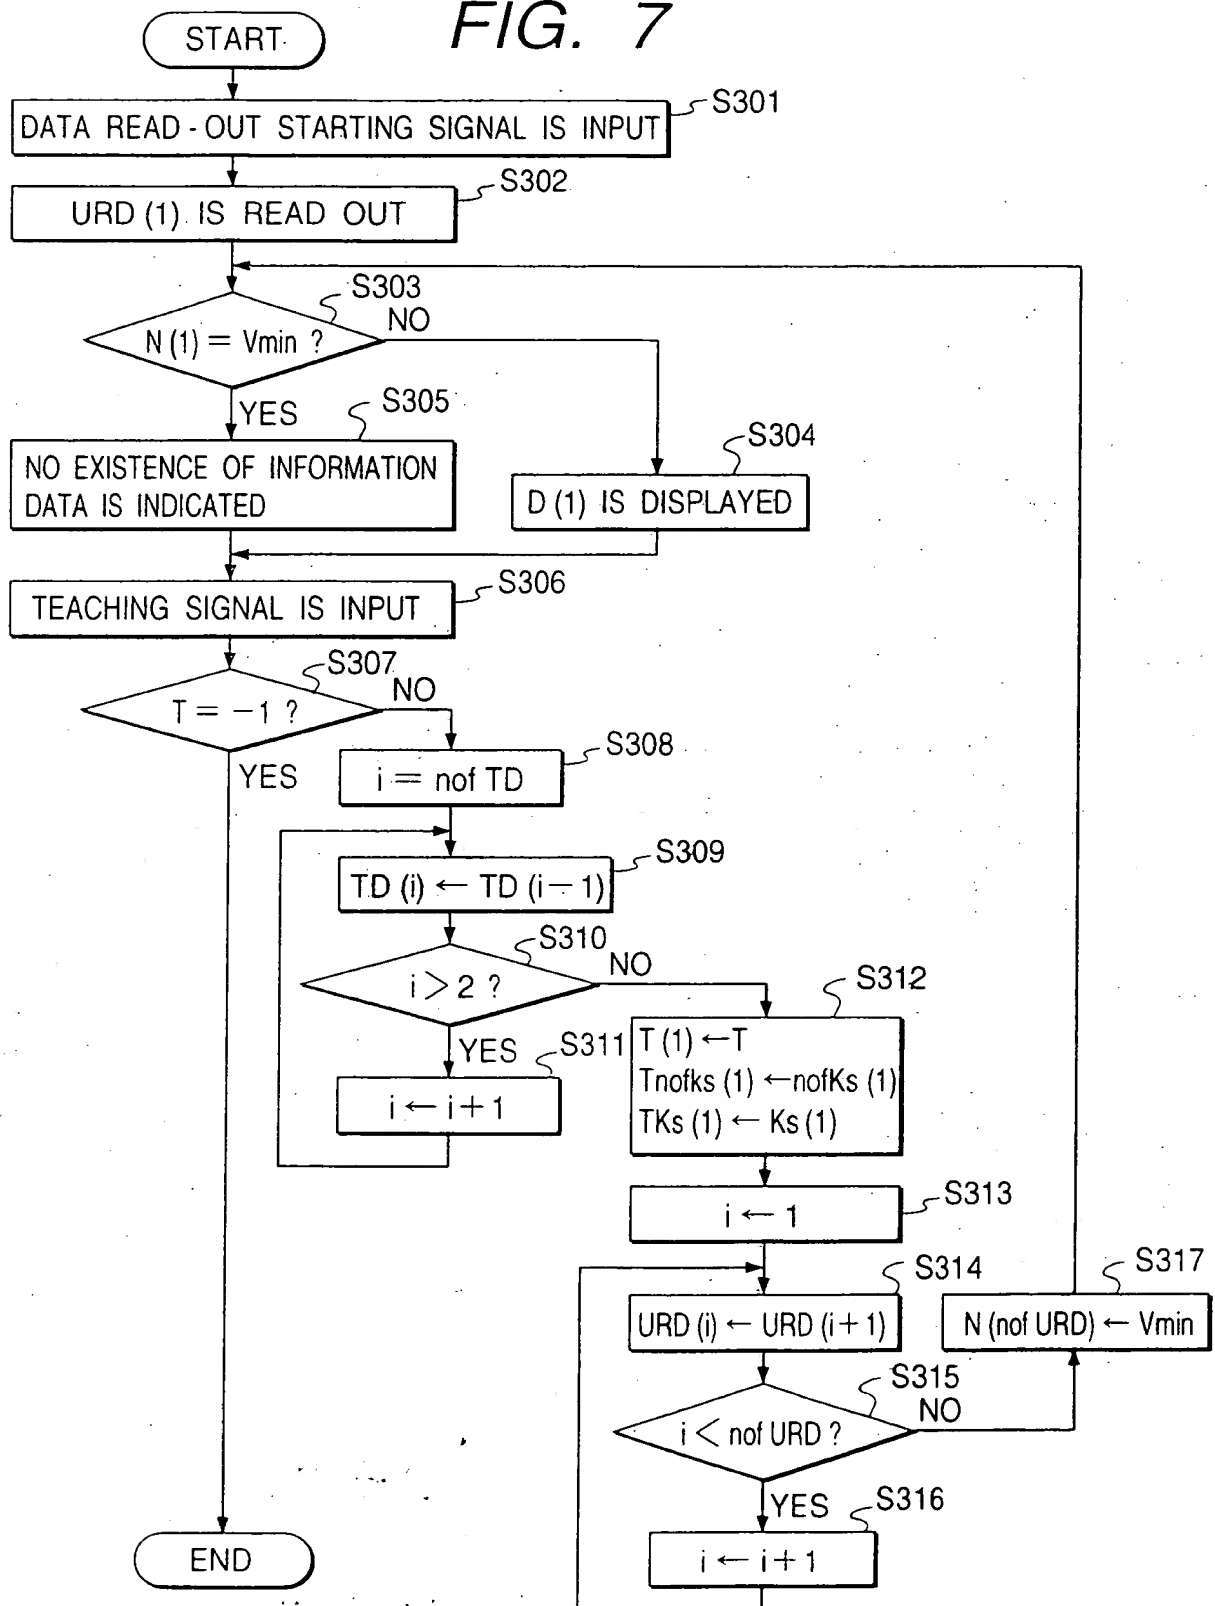 FIG. 7
START
S301
DATA READ-OUT STARTING SIGNAL IS INPUT
S302
URD (1) IS READ OUT
S303
N (1) = Vmin ?
NO
YES
S305
NO EXISTENCE OF INFORMATION
DATA IS INDICATED
S304
D (1) IS DISPLAYED
S306
TEACHING SIGNAL IS INPUT
S307
T = −1 ?
NO
YES
S308
i = nof TD
S309
TD (i) ← TD (i−1)
S310
i > 2 ?
NO
YES
S311
i ← i+1
S312
T (1) ← T
Tnofks (1) ← nofKs (1)
TKs (1) ← Ks (1)
S313
i ← 1
S314
URD (i) ← URD (i+1)
S317
N (nof URD) ← Vmin
S315
i < nof URD ?
NO
YES
S316
i ← i+1
END